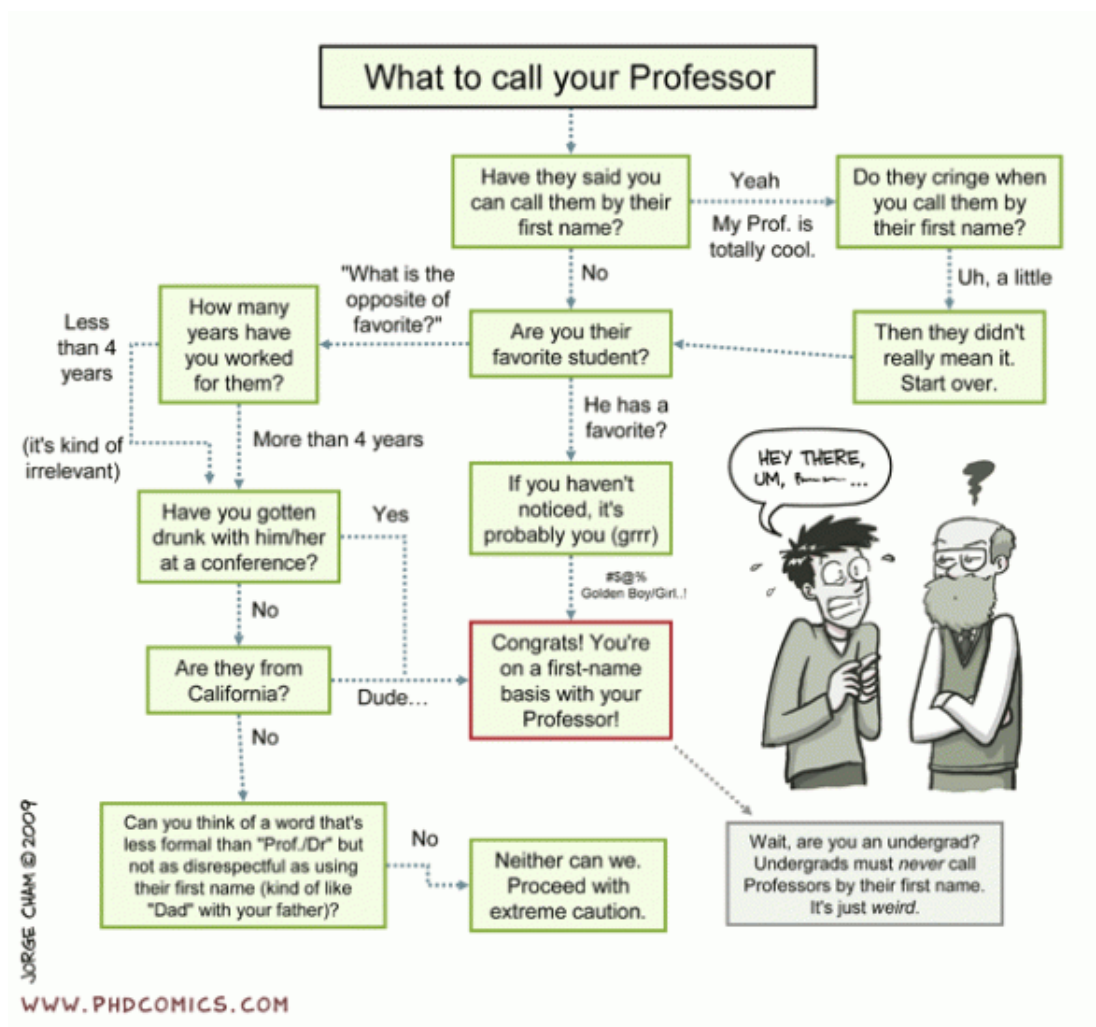 What to call your Professor
Have they said you
can call them by their
first name?
Yeah
My Prof. is
totally cool.
Do they cringe when
you call them by
their first name?
Uh, a little
Then they didn't
really mean it.
Start over.
No
Are you their
favorite student?
"What is the
opposite of
favorite?"
How many
years have
you worked
for them?
Less
than 4
years
(it's kind of
irrelevant)
More than 4 years
He has a
favorite?
If you haven't
noticed, it's
probably you (grrr)
#$@%
Golden Boy/Girl..!
Have you gotten
drunk with him/her
at a conference?
Yes
No
Are they from
California?
Dude...
Congrats! You're
on a first-name
basis with your
Professor!
No
Can you think of a word that's
less formal than "Prof./Dr" but
not as disrespectful as using
their first name (kind of like
"Dad" with your father)?
No
Neither can we.
Proceed with
extreme caution.
Wait, are you an undergrad?
Undergrads must never call
Professors by their first name.
It's just weird.
HEY THERE,
UM, ...
?
JORGE CHAM © 2009
WWW.PHDCOMICS.COM